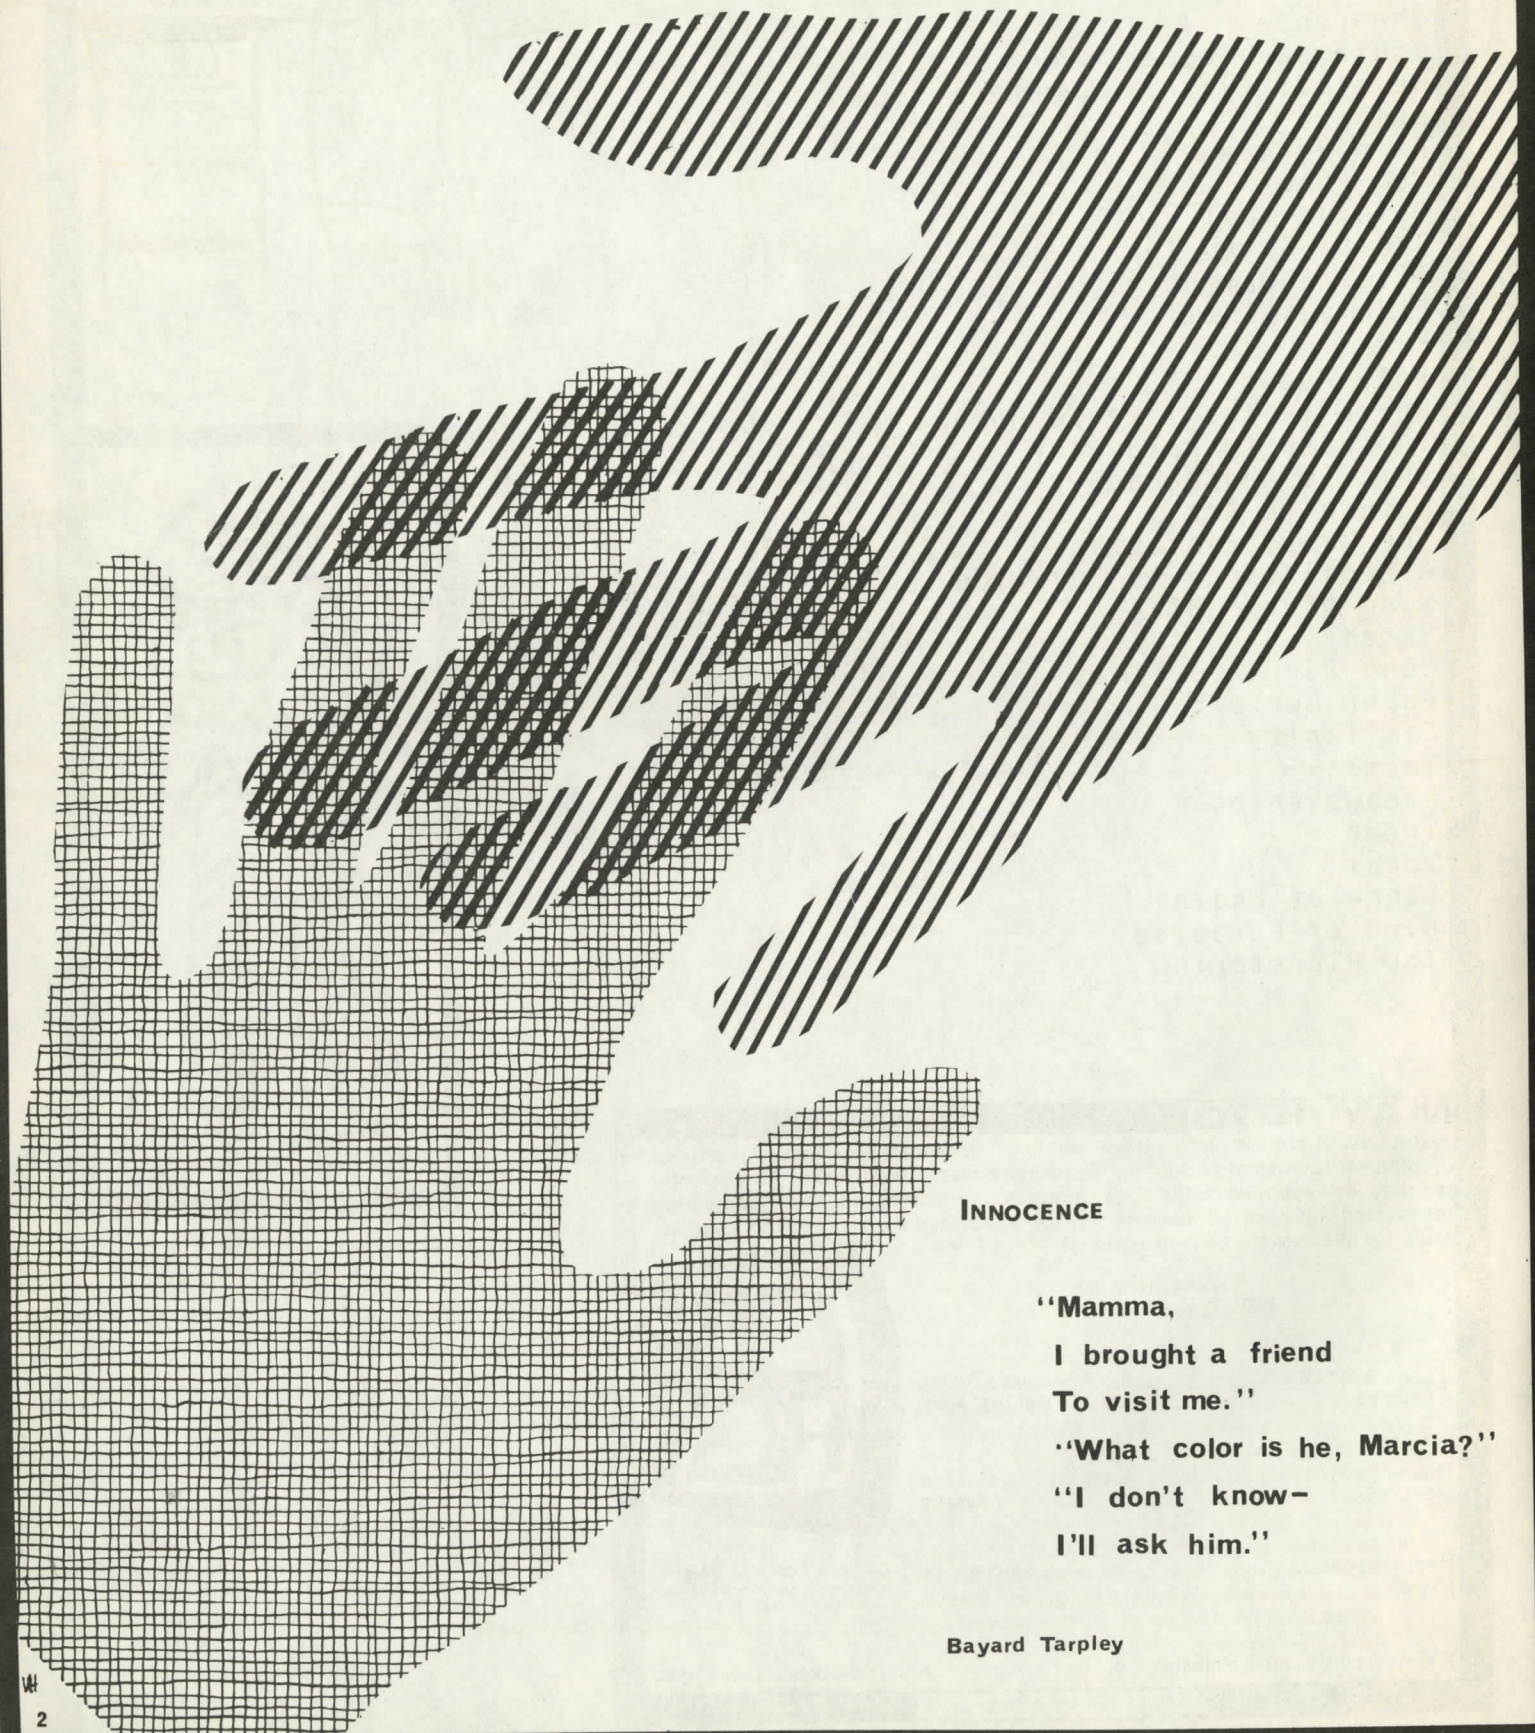 INNOCENCE
“Mamma,
I brought a friend
To visit me.”
“What color is he, Marcia?”
“I don't know–
I'll ask him.”
Bayard Tarpley
2